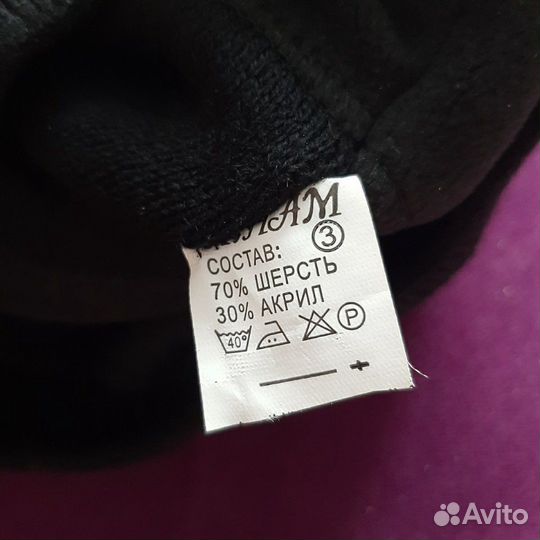 3
СОСТАВ:
70% ШЕРСТЬ
30% АКРИЛ
40° P
Avito